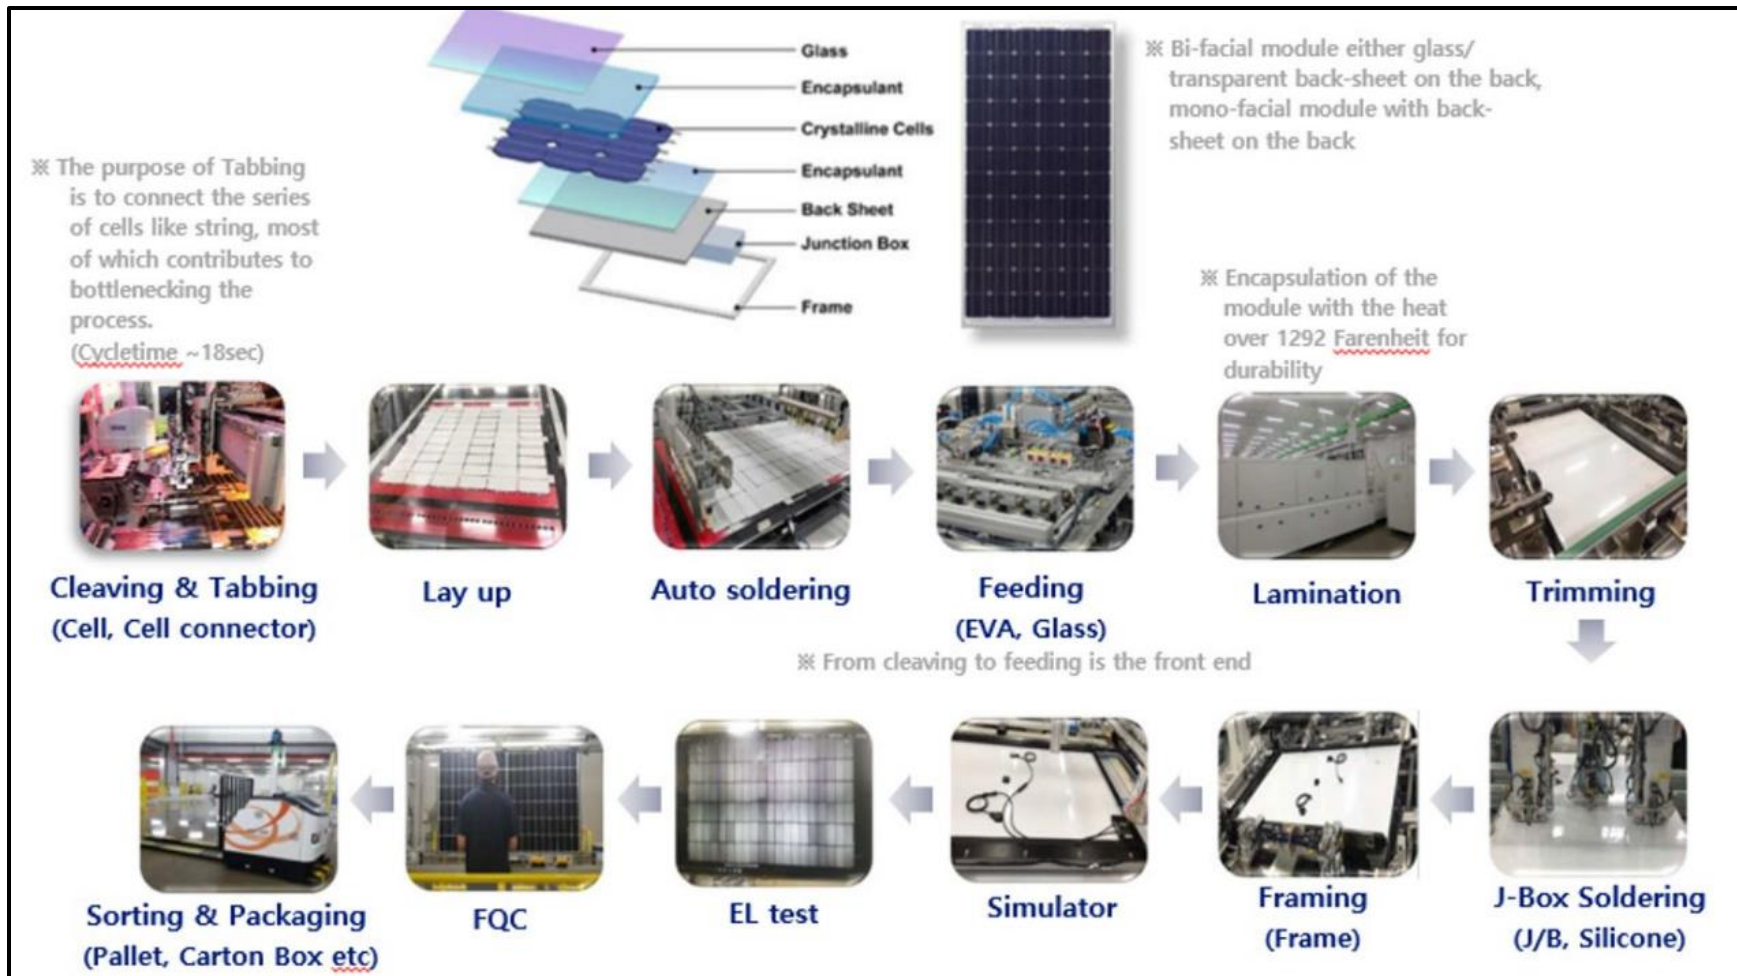 Glass
Encapsulant
Crystalline Cells
Encapsulant
Back Sheet
Junction Box
Frame
※ Bi-facial module either glass/
transparent back-sheet on the back,
mono-facial module with back-
sheet on the back
※ The purpose of Tabbing
is to connect the series
of cells like string, most
of which contributes to
bottlenecking the
process.
(Cycletime ~18sec)
※ Encapsulation of the
module with the heat
over 1292 Farenheit for
durability
Cleaving & Tabbing
(Cell, Cell connector)
Lay up
Auto soldering
Feeding
(EVA, Glass)
Lamination
Trimming
※ From cleaving to feeding is the front end
Sorting & Packaging
(Pallet, Carton Box etc)
FQC
EL test
Simulator
Framing
(Frame)
J-Box Soldering
(J/B, Silicone)